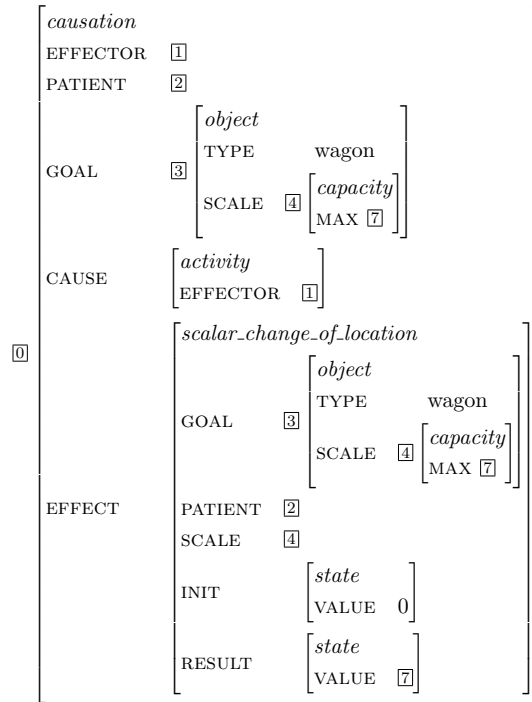 causation
EFFECTOR 1
PATIENT 2
object
TYPE wagon
GOAL 3
SCALE 4 capacity
MAX 7
CAUSE activity
EFFECTOR 1
0
scalar_change_of_location
object
TYPE wagon
GOAL 3
SCALE 4 capacity
MAX 7
EFFECT PATIENT 2
SCALE 4
INIT state
VALUE 0
RESULT state
VALUE 7